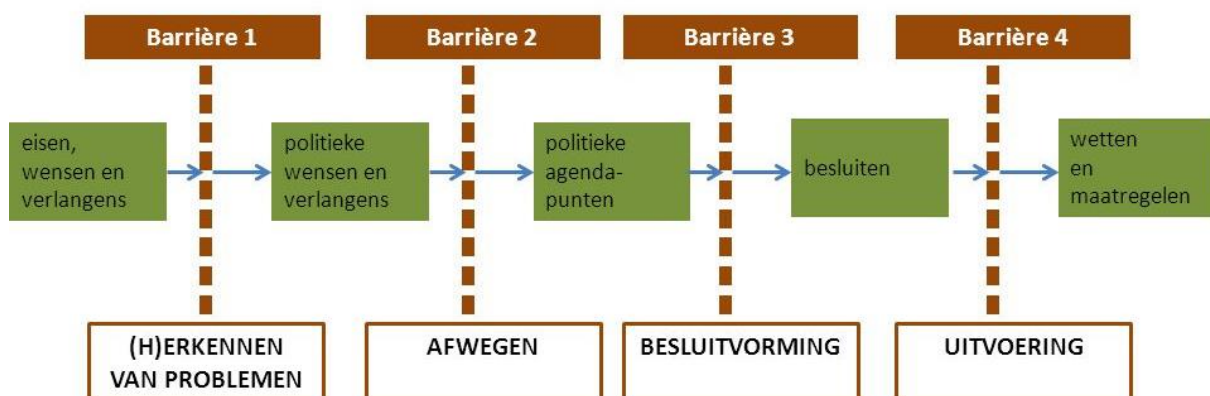 Barrière 1
Barrière 2
Barrière 3
Barrière 4
eisen,
wensen en
verlangens
politieke
wensen en
verlangens
politieke
agenda-
punten
besluiten
wetten
en
maatregelen
(H)ERKENNEN
VAN PROBLEMEN
AFWEGEN
BESLUITVORMING
UITVOERING